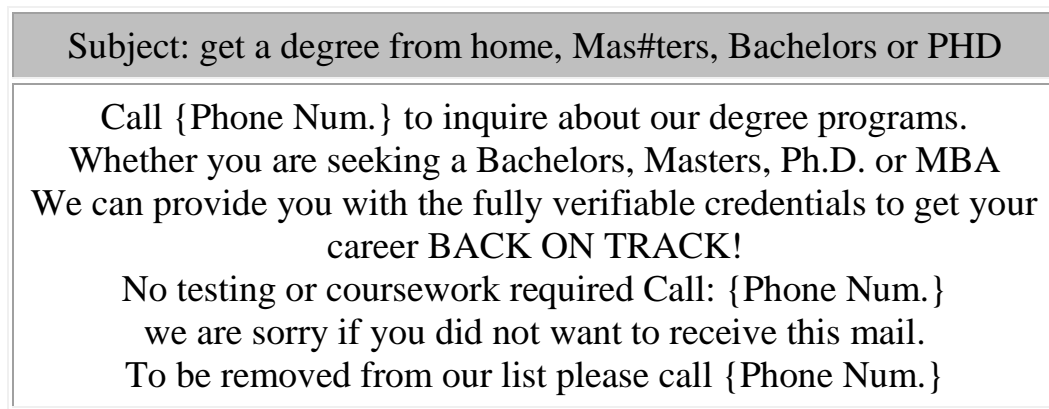 Subject: get a degree from home, Mas#ters, Bachelors or PHD
Call {Phone Num.} to inquire about our degree programs.
Whether you are seeking a Bachelors, Masters, Ph.D. or MBA
We can provide you with the fully verifiable credentials to get your
career BACK ON TRACK!
No testing or coursework required Call: {Phone Num.}
we are sorry if you did not want to receive this mail.
To be removed from our list please call {Phone Num.}